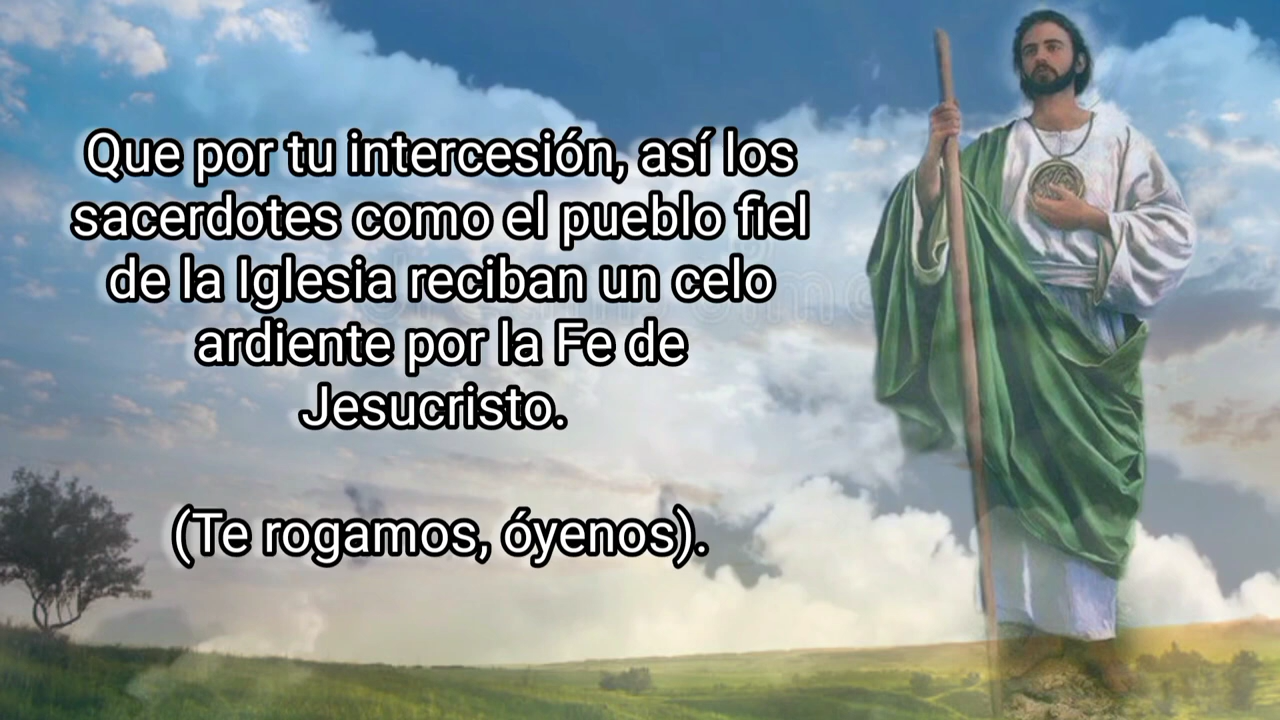 Que por tu intercesión, así los
sacerdotes como el pueblo fiel
de la Iglesia reciban un celo
ardiente por la Fe de
Jesucristo.
(Te rogamos, óyenos).